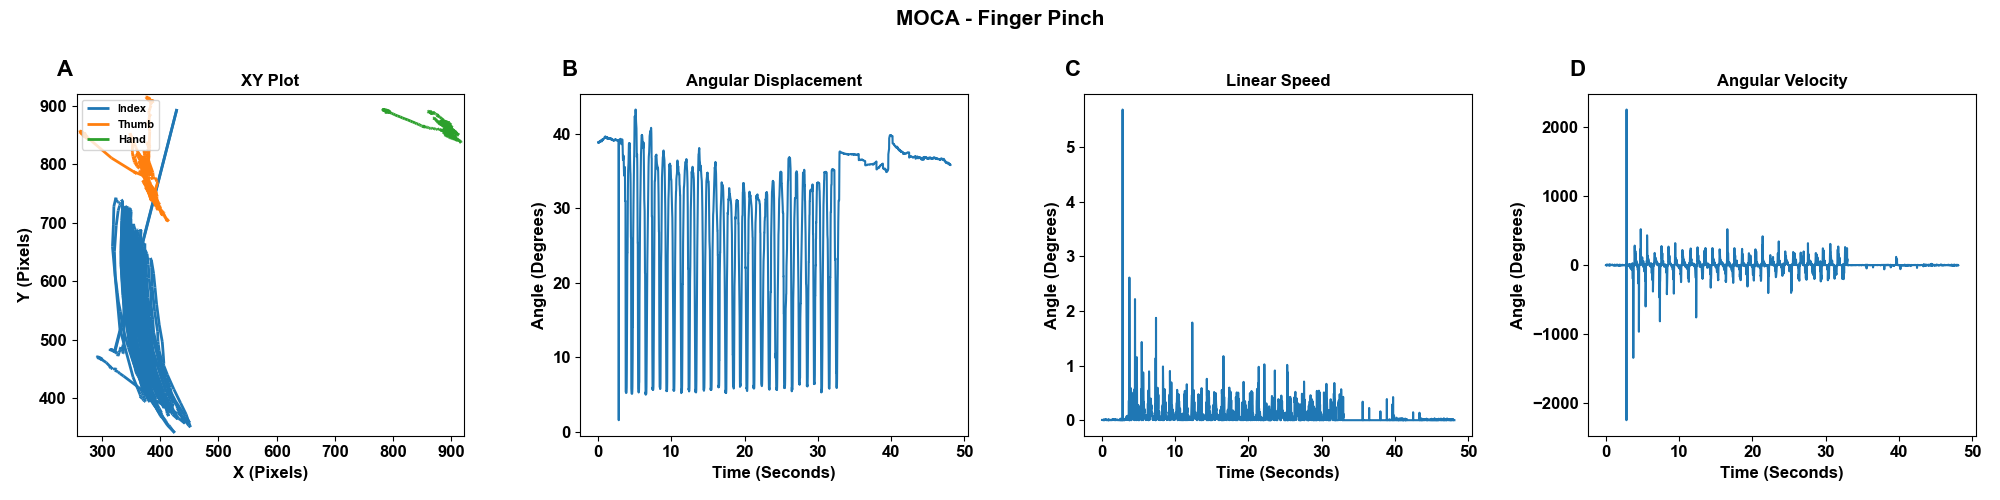 MOCA - Finger Pinch
A
XY Plot
900
800
700
600
500
400
300 400 500 600 700 800 900
Y (Pixels)
X (Pixels)
Index
Thumb
Hand
B
Angular Displacement
40
30
20
10
0
0 10 20 30 40 50
Angle (Degrees)
Time (Seconds)
C
Linear Speed
5
4
3
2
1
0
0 10 20 30 40 50
Angle (Degrees)
Time (Seconds)
D
Angular Velocity
2000
1000
0
−1000
−2000
0 10 20 30 40 50
Angle (Degrees)
Time (Seconds)